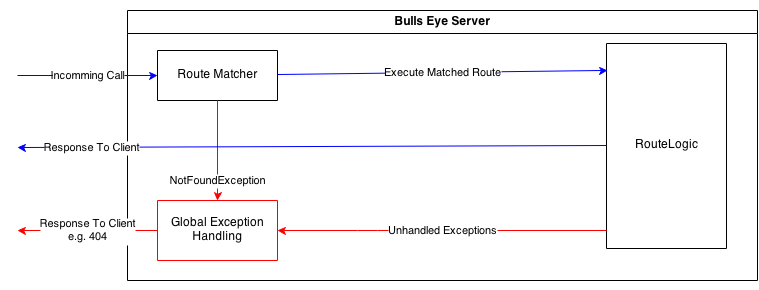 Bulls Eye Server
Incomming Call
Route Matcher
Execute Matched Route
RouteLogic
Response To Client
NotFoundException
Response To Client
e.g. 404
Global Exception
Handling
Unhandled Exceptions